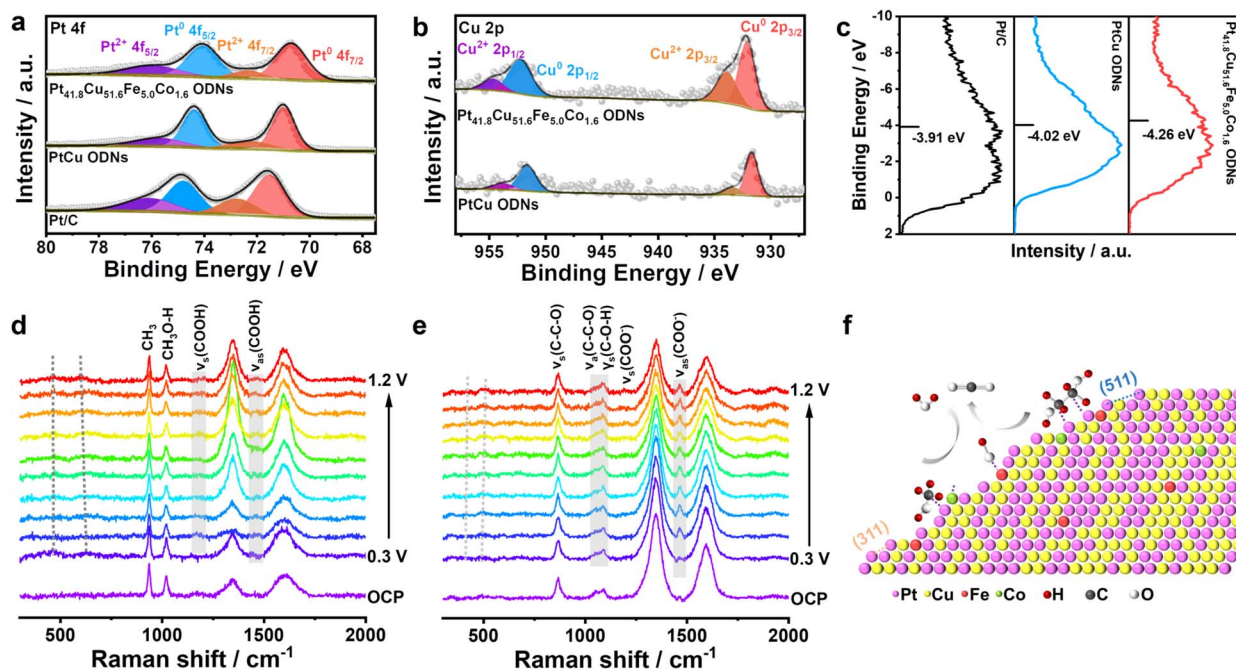 a
Pt 4f
Pt²⁺ 4f₅/₂
Pt⁰ 4f₅/₂
Pt²⁺ 4f₇/₂
Pt⁰ 4f₇/₂
Pt₄₁.₈Cu₅₁.₆Fe₅.₀Co₁.₆ ODNs
PtCu ODNs
Pt/C
Intensity / a.u.
80 78 76 74 72 70 68
Binding Energy / eV
b
Cu 2p
Cu²⁺ 2p₁/₂
Cu⁰ 2p₁/₂
Cu²⁺ 2p₃/₂
Cu⁰ 2p₃/₂
Pt₄₁.₈Cu₅₁.₆Fe₅.₀Co₁.₆ ODNs
PtCu ODNs
Intensity / a.u.
955 950 945 940 935 930
Binding Energy / eV
c
Binding Energy / eV
-10
-8
-6
-4
-2
0
2
Pt/C
-3.91 eV
PtCu ODNs
-4.02 eV
Pt₄₁.₈Cu₅₁.₆Fe₅.₀Co₁.₆ ODNs
-4.26 eV
Intensity / a.u.
d
CH₃
CH₃O-H
νₛ(COOH)
νₐₛ(COOH)
1.2 V
0.3 V
OCP
500 1000 1500 2000
Raman shift / cm⁻¹
e
νₛ(C-C-O)
νₐ(C-C-O)
γₛ(C-O-H)
νₛ(COO⁻)
νₐₛ(COO⁻)
1.2 V
0.3 V
OCP
500 1000 1500 2000
Raman shift / cm⁻¹
f
(511)
(311)
Pt Cu Fe Co H C O